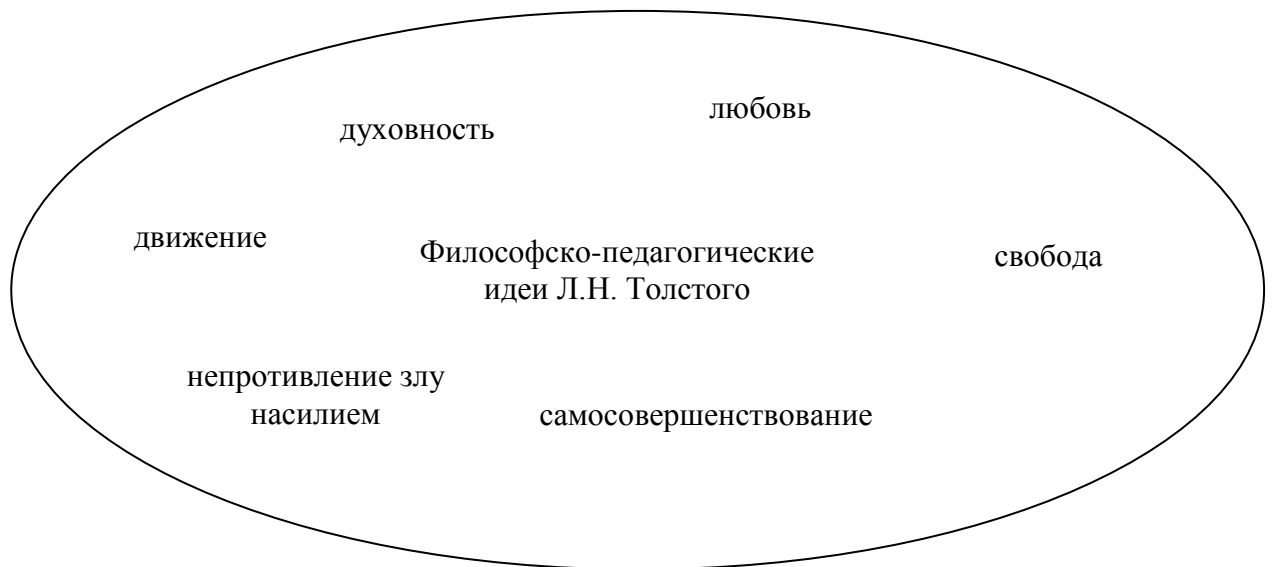 любовь
духовность
движение
Философско-педагогические
идеи Л.Н. Толстого
свобода
непротивление злу
насилием
самосовершенствование